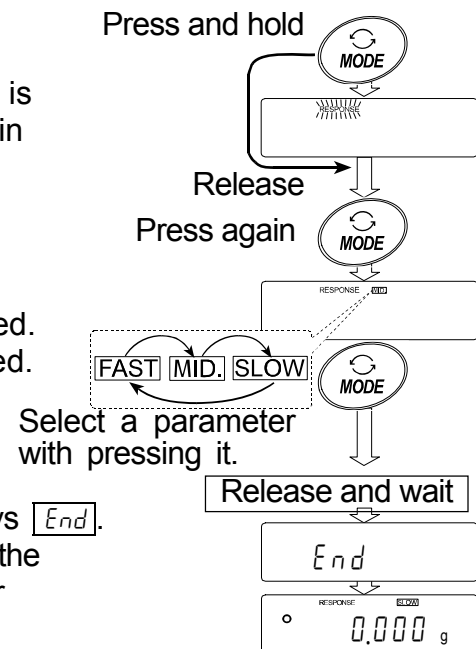 Press and hold
MODE
is
in
RESPONSE
Release
Press again
MODE
RESPONSE MID.
ed.
ed.
FAST MID. SLOW
MODE
Select a parameter
with pressing it.
Release and wait
ys End.
the
r
End
RESPONSE SLOW
0.000 g